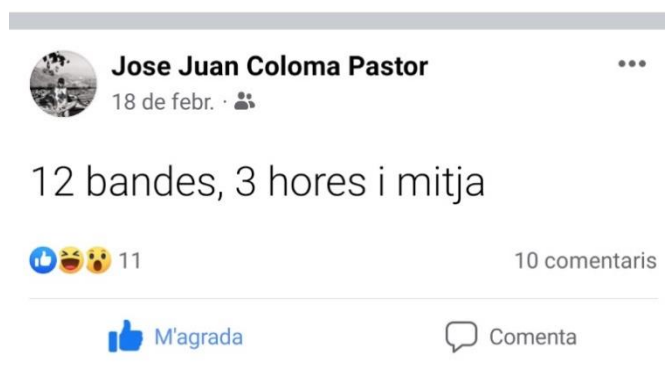 Jose Juan Coloma Pastor
18 de febr. ·
12 bandes, 3 hores i mitja
11
10 comentaris
M'agrada
Comenta